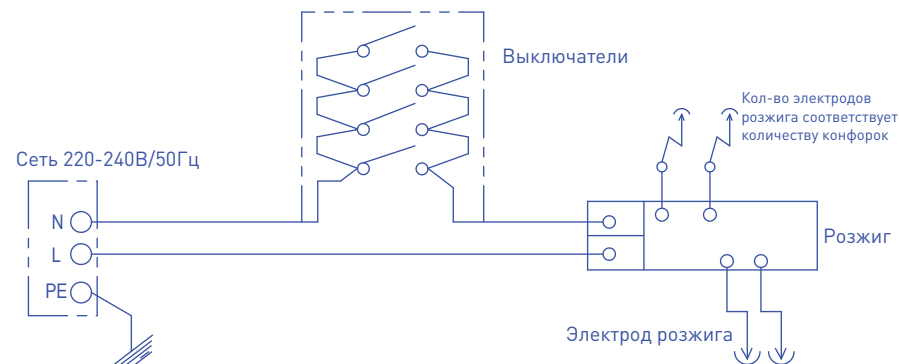 Выключатели
Кол-во электродов
розжига соответствует
количеству конфорок
Сеть 220-240В/50Гц
N
L
PE
Розжиг
Электрод розжига